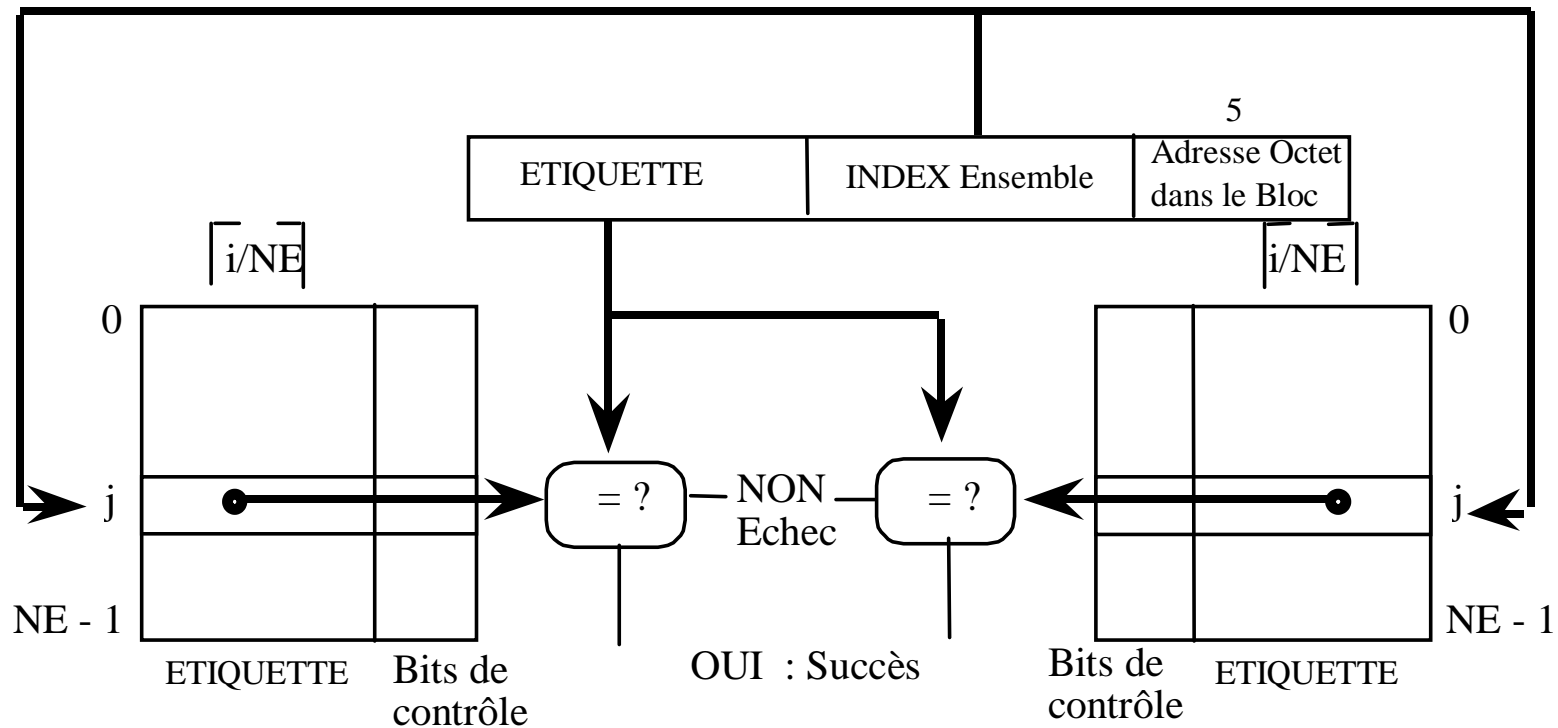 5
ETIQUETTE
INDEX Ensemble
Adresse Octet
dans le Bloc
i/NE
i/NE
0
0
j
= ?
NON
Echec
= ?
j
NE - 1
NE - 1
ETIQUETTE
Bits de
contrôle
OUI : Succès
Bits de
contrôle
ETIQUETTE